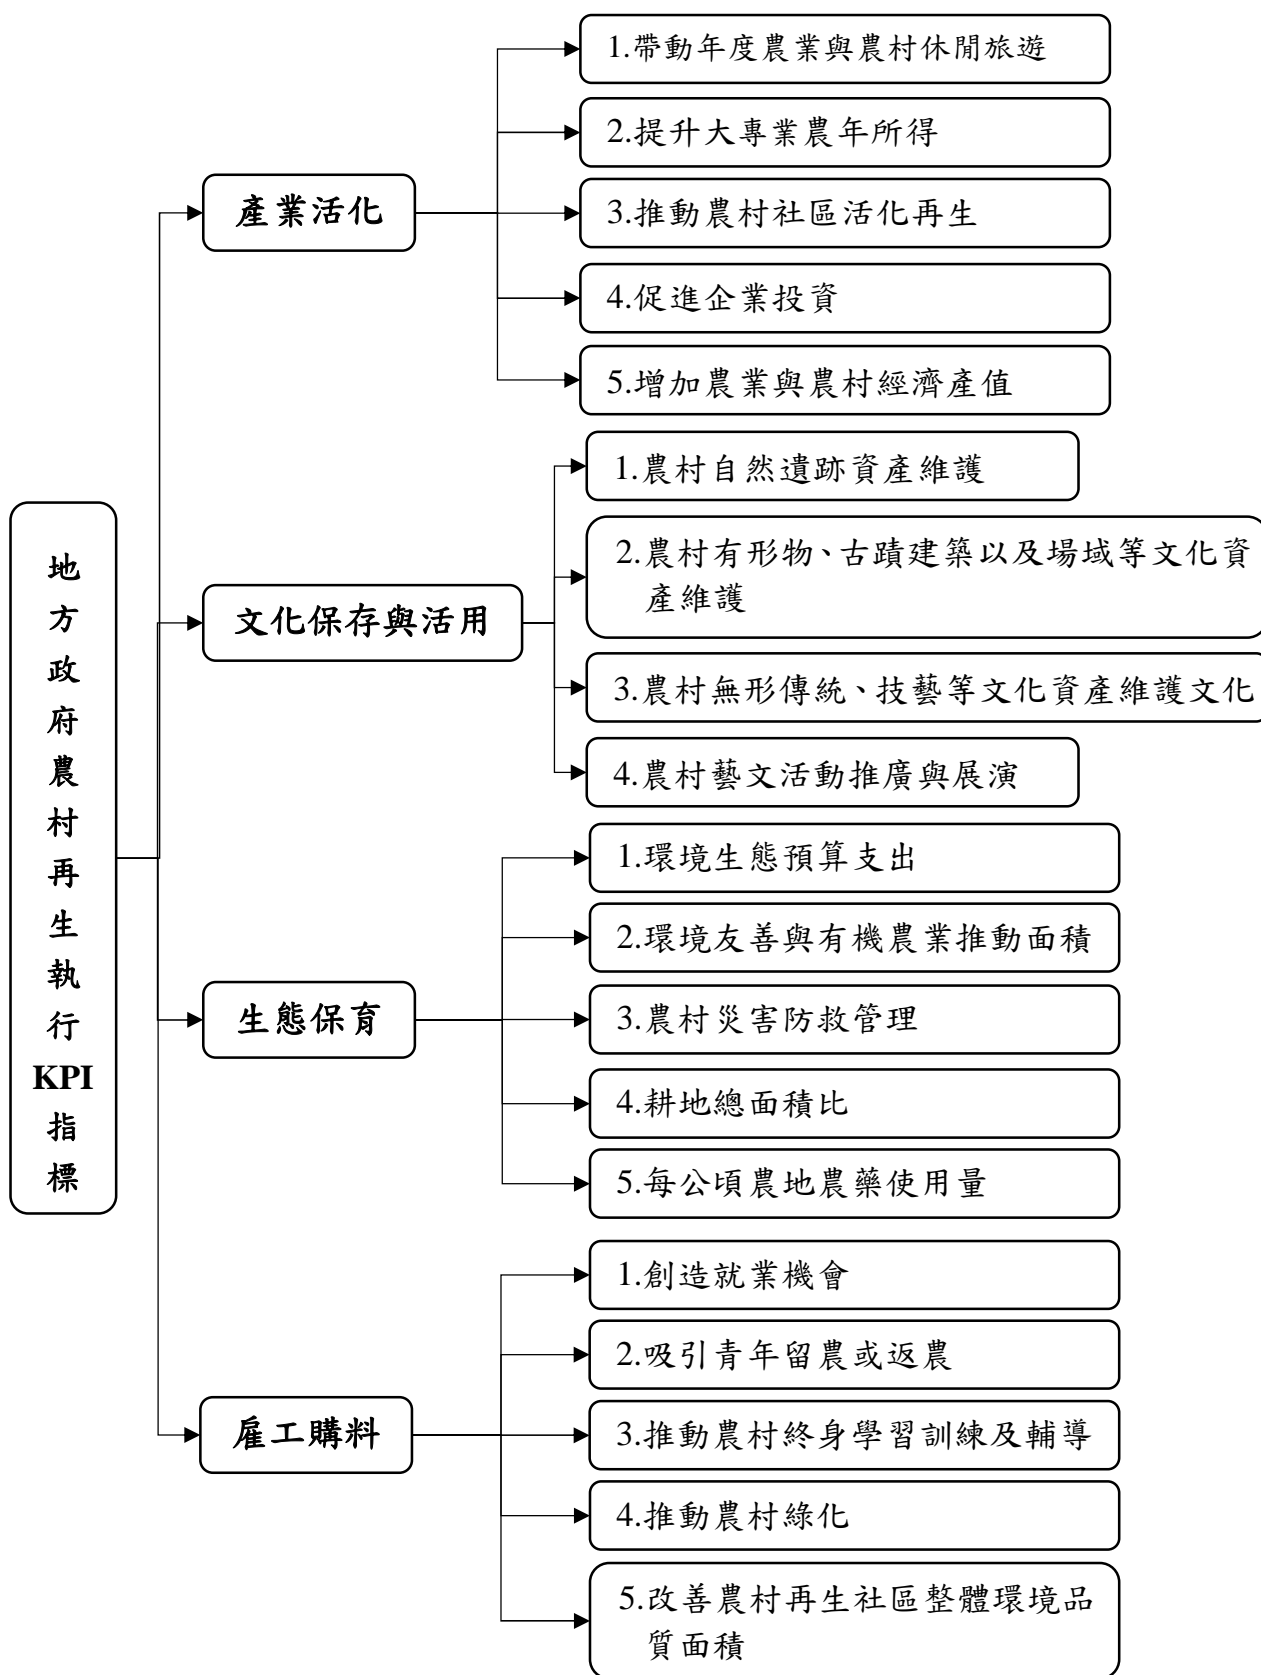 地
方
政
府
農
村
再
生
執
行
KPI
指
標
產業活化
1.帶動年度農業與農村休閒旅遊
2.提升大專業農年所得
3.推動農村社區活化再生
4.促進企業投資
5.增加農業與農村經濟產值
文化保存與活用
1.農村自然遺跡資產維護
2.農村有形物、古蹟建築以及場域等文化資
產維護
3.農村無形傳統、技藝等文化資產維護文化
4.農村藝文活動推廣與展演
生態保育
1.環境生態預算支出
2.環境友善與有機農業推動面積
3.農村災害防救管理
4.耕地總面積比
5.每公頃農地農藥使用量
雇工購料
1.創造就業機會
2.吸引青年留農或返農
3.推動農村終身學習訓練及輔導
4.推動農村綠化
5.改善農村再生社區整體環境品
質面積